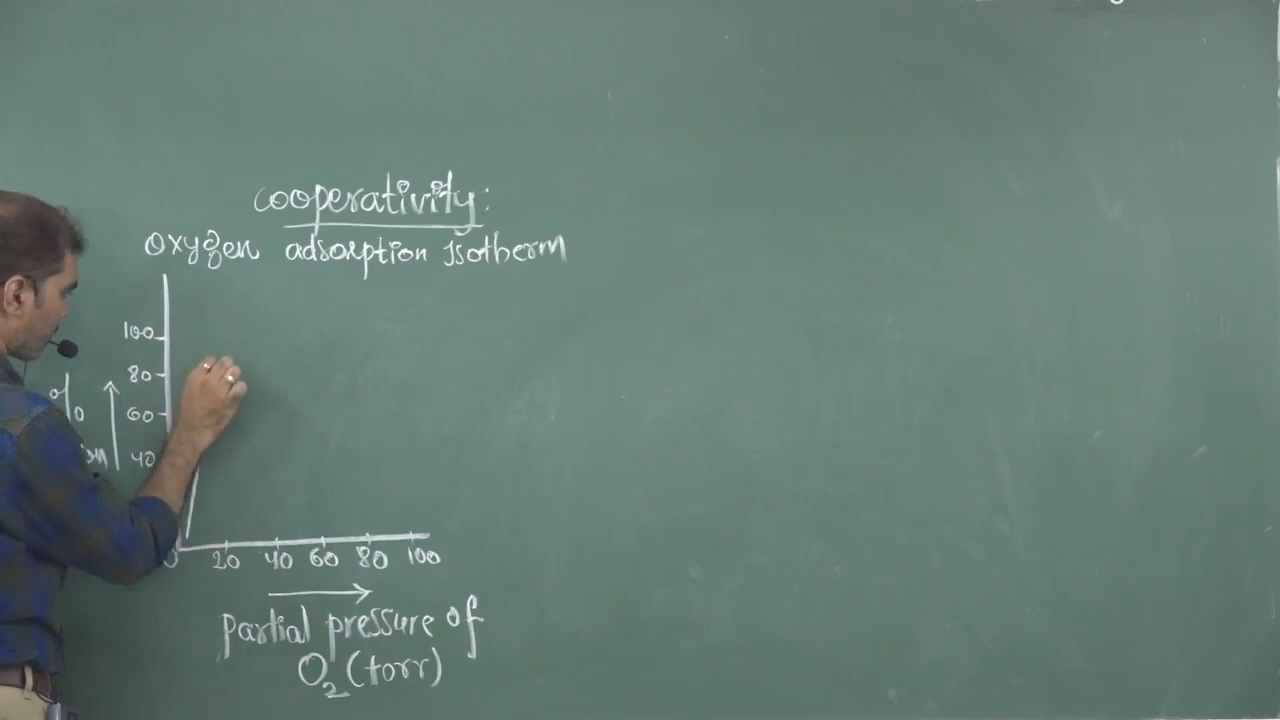 cooperativity:
oxygen adsorption isotherm
100
80
%
60
40
0 20 40 60 80 100
partial pressure of
O2 (torr)